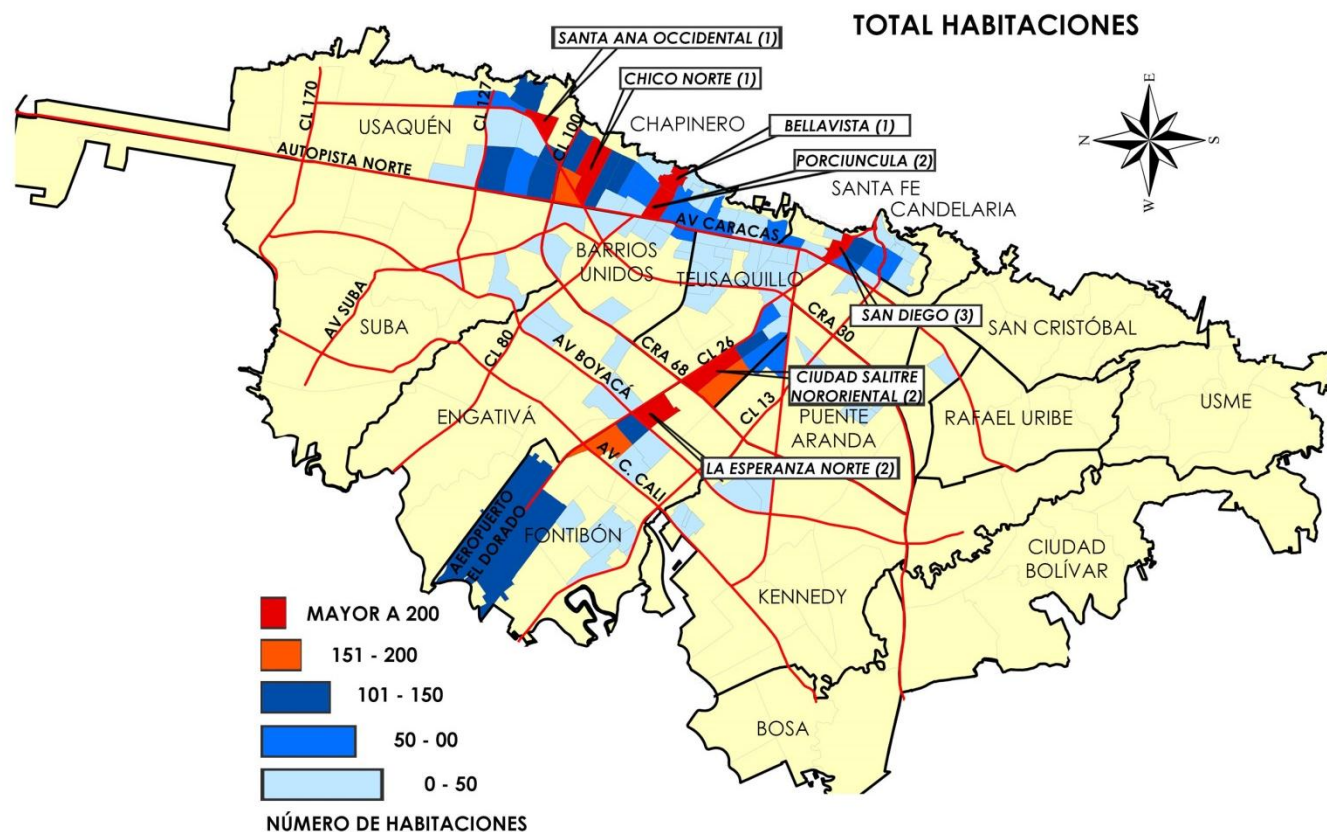 TOTAL HABITACIONES
SANTA ANA OCCIDENTAL (1)
CHICO NORTE (1)
BELLAVISTA (1)
PORCIUNCULA (2)
E
N
S
W
CL 170
CL 127
CL 100
USAQUÉN
CHAPINERO
AUTOPISTA NORTE
SANTA FE
CANDELARIA
AV CARACAS
BARRIOS
UNIDOS
TEUSAQUILLO
AV SUBA
SUBA
CL 80
AV BOYACÁ
CRA 68
CL 26
CRA 30
SAN DIEGO (3)
SAN CRISTÓBAL
CIUDAD SALITRE
NORORIENTAL (2)
CL 13
PUENTE
ARANDA
RAFAEL URIBE
USME
ENGATIVÁ
AV C. CALI
LA ESPERANZA NORTE (2)
AEROPUERTO
EL DORADO
FONTIBÓN
KENNEDY
CIUDAD
BOLÍVAR
BOSA
MAYOR A 200
151 - 200
101 - 150
50 - 00
0 - 50
NÚMERO DE HABITACIONES